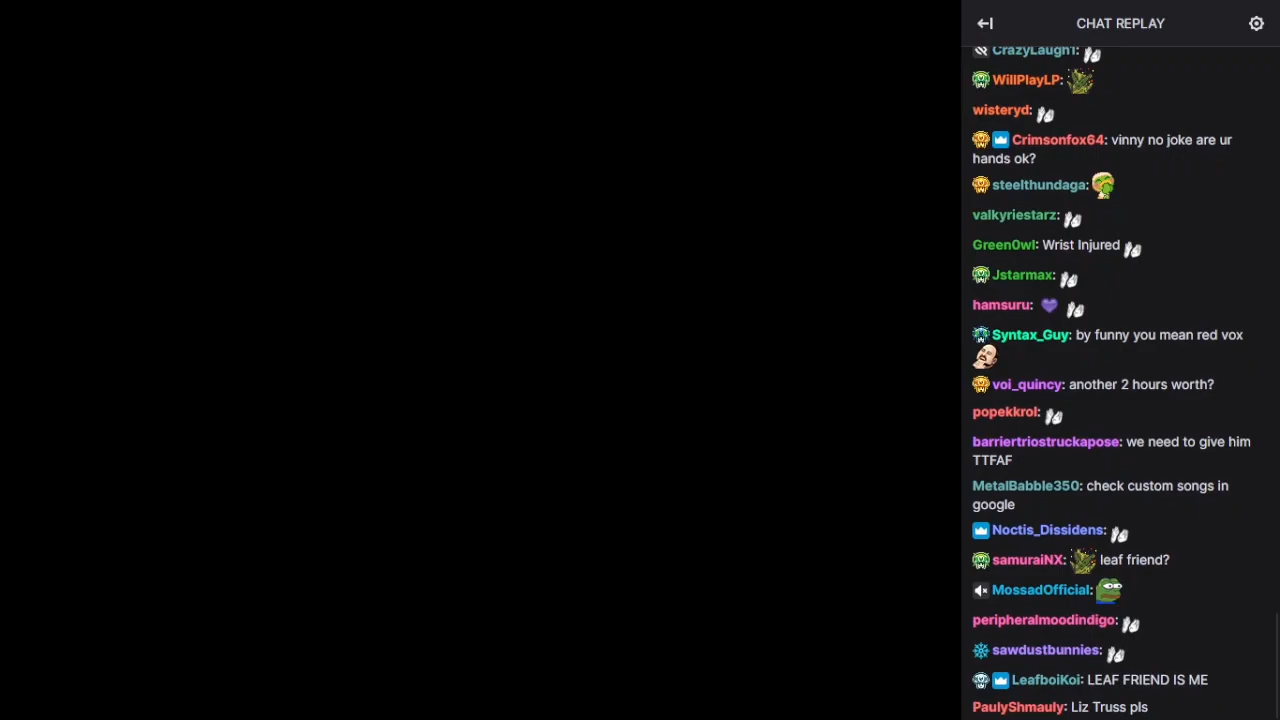 CHAT REPLAY
CrazyLaugh1:
WillPlayLP:
wisteryd:
Crimsonfox64: vinny no joke are ur
hands ok?
steelthundaga:
valkyriestarz:
Green0wl: Wrist Injured
Jstarmax:
hamsuru:
Syntax_Guy: by funny you mean red vox
voi_quincy: another 2 hours worth?
popekkrol:
barriertriostruckapose: we need to give him
TTFAF
MetalBabble350: check custom songs in
google
Noctis_Dissidens:
samuraiNX: leaf friend?
MossadOfficial:
peripheralmoodindigo:
sawdustbunnies:
LeafboiKoi: LEAF FRIEND IS ME
PaulyShmauly: Liz Truss pls